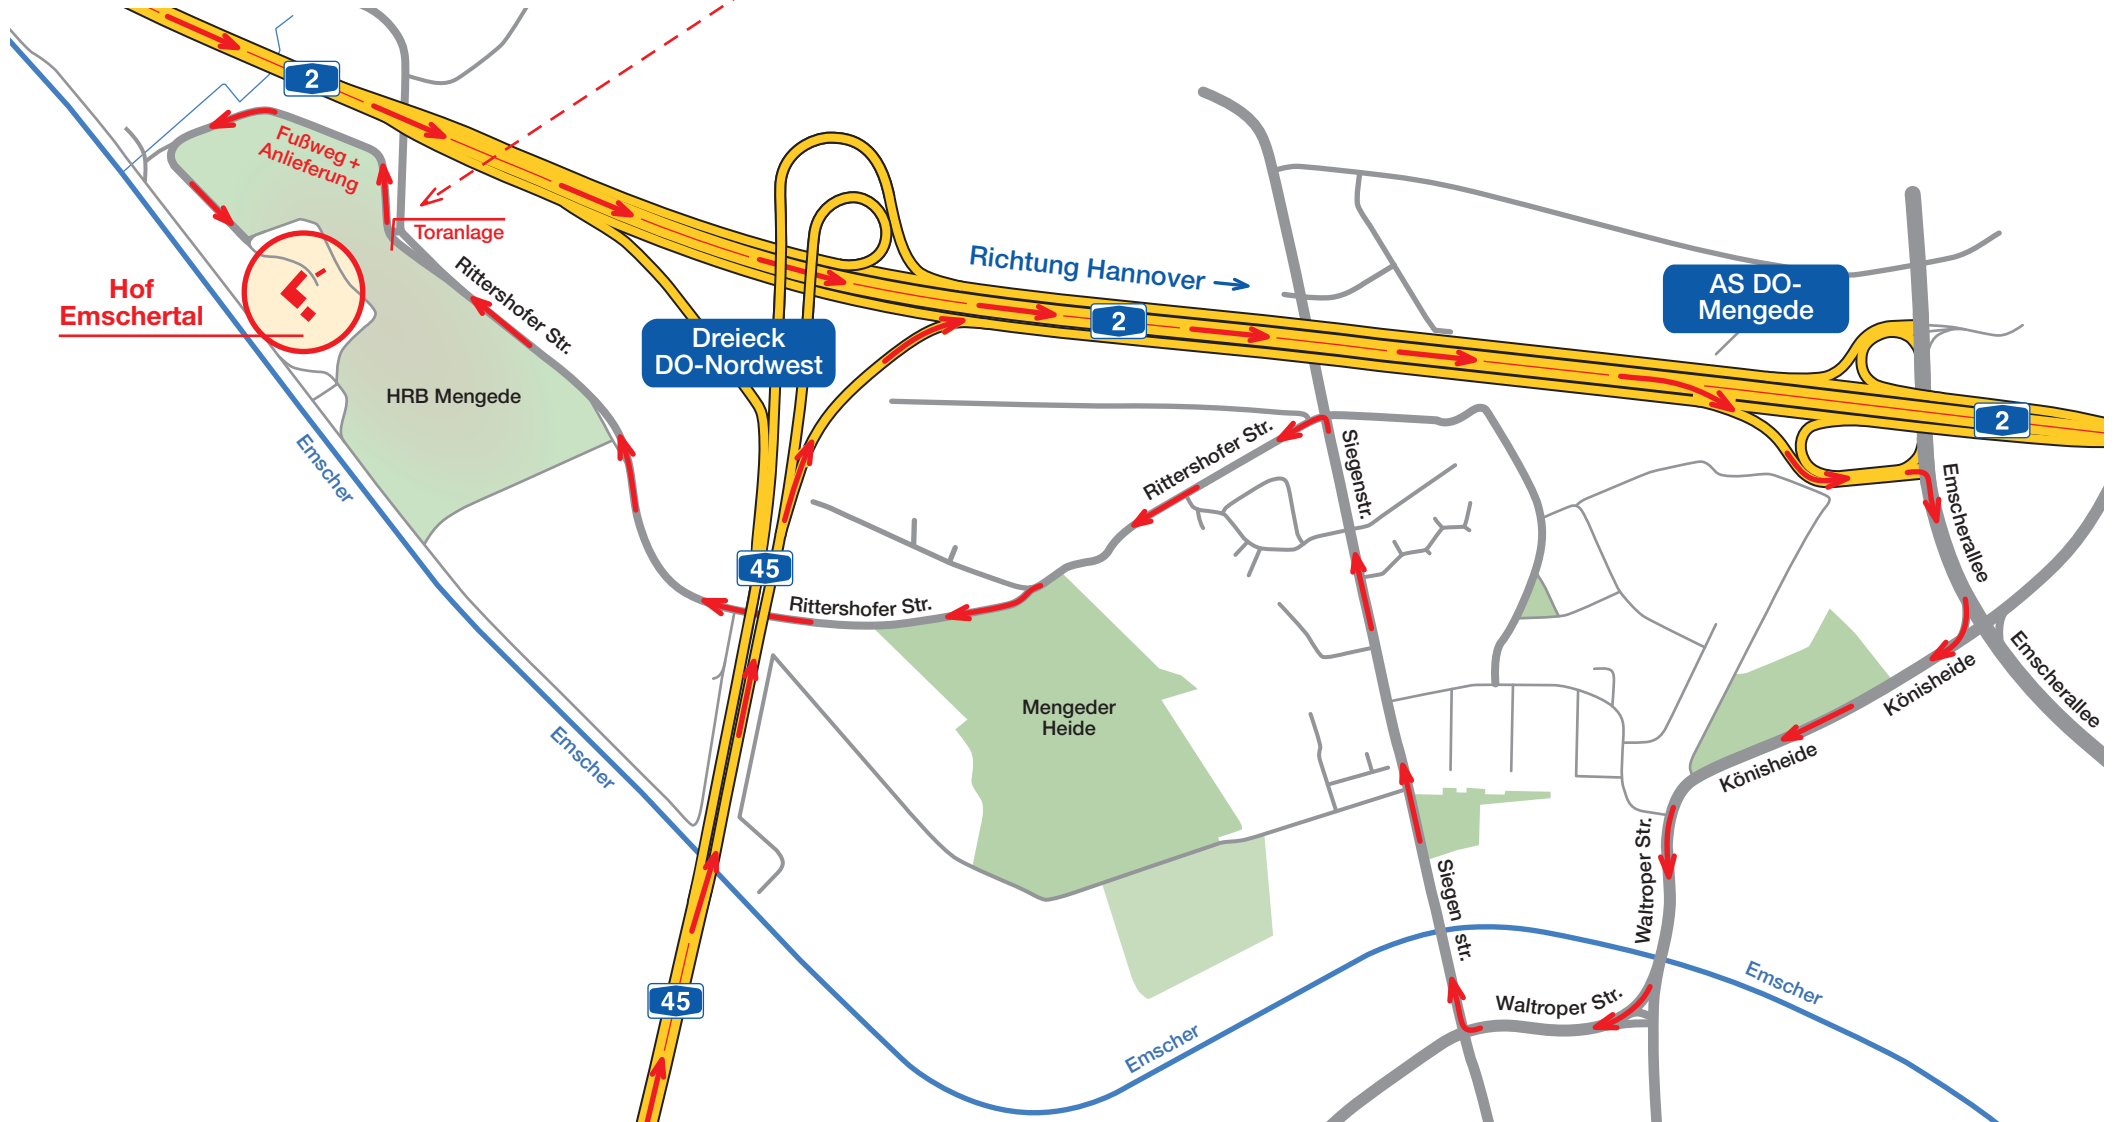 2
Fußweg +
Anlieferung
Toranlage
Hof
Emschertal
Rittershofer Str.
HRB Mengede
Emscher
Dreieck
DO-Nordwest
Richtung Hannover
2
AS DO-
Mengede
2
Rittershofer Str.
Siegenstr.
Emscherallee
45
Rittershofer Str.
Emscherallee
Könisheide
Könisheide
Mengeder
Heide
Emscher
Waltroper Str.
Siegen str.
45
Waltroper Str.
Emscher
Emscher